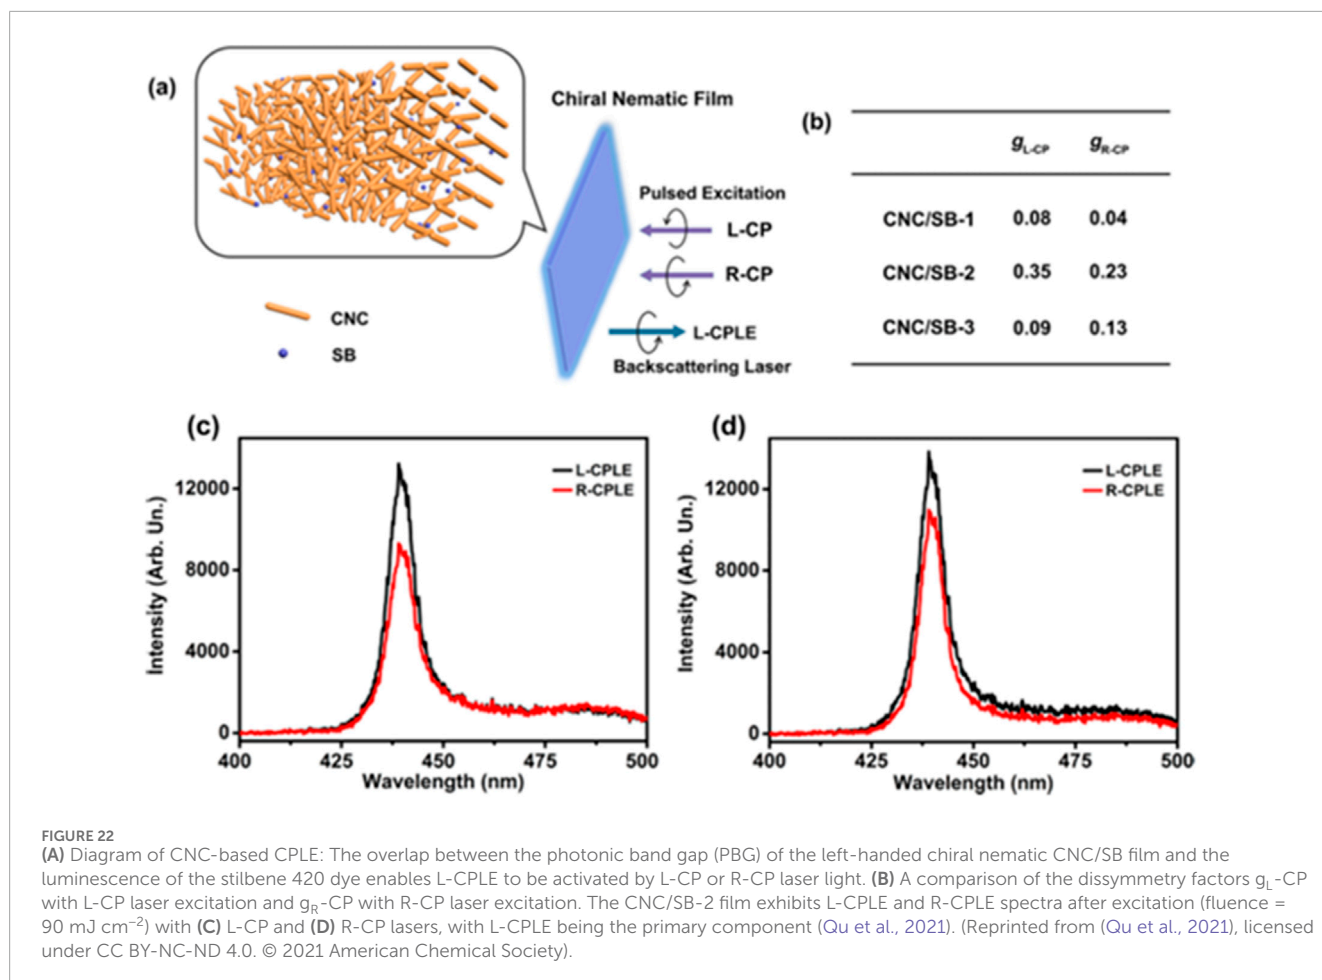 (a)
Chiral Nematic Film
Pulsed Excitation
L-CP
R-CP
L-CPLE
Backscattering Laser
CNC
SB
(b)
gL-CP gR-CP
CNC/SB-1 0.08 0.04
CNC/SB-2 0.35 0.23
CNC/SB-3 0.09 0.13
(c)
L-CPLE
R-CPLE
12000
8000
4000
0
Intensity (Arb. Un.)
400 425 450 475 500
Wavelength (nm)
(d)
L-CPLE
R-CPLE
12000
8000
4000
0
Intensity (Arb. Un.)
400 425 450 475 500
Wavelength (nm)
FIGURE 22
(A) Diagram of CNC-based CPLE: The overlap between the photonic band gap (PBG) of the left-handed chiral nematic CNC/SB film and the
luminescence of the stilbene 420 dye enables L-CPLE to be activated by L-CP or R-CP laser light. (B) A comparison of the dissymmetry factors gL-CP
with L-CP laser excitation and gR-CP with R-CP laser excitation. The CNC/SB-2 film exhibits L-CPLE and R-CPLE spectra after excitation (fluence =
90 mJ cm−2) with (C) L-CP and (D) R-CP lasers, with L-CPLE being the primary component (Qu et al., 2021). (Reprinted from (Qu et al., 2021), licensed
under CC BY-NC-ND 4.0. © 2021 American Chemical Society).